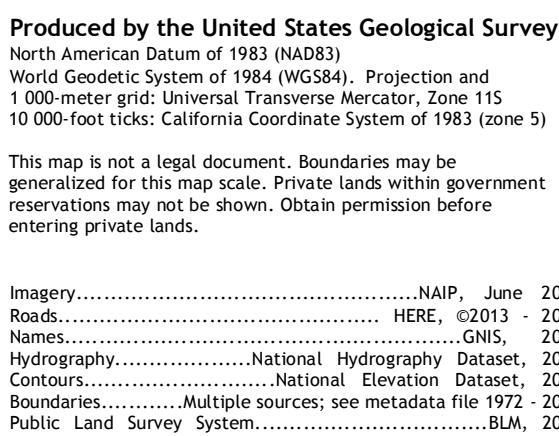 Produced by the United States Geological Survey
North American Datum of 1983 (NAD83)
World Geodetic System of 1984 (WGS84). Projection and
1 000-meter grid: Universal Transverse Mercator, Zone 11S
10 000-foot ticks: California Coordinate System of 1983 (zone 5)
This map is not a legal document. Boundaries may be
generalized for this map scale. Private lands within government
reservations may not be shown. Obtain permission before
entering private lands.
Imagery..................................................NAIP, June 20
Roads............................................... HERE, ©2013 - 20
Names.........................................................GNIS, 20
Hydrography....................National Hydrography Dataset, 20
Contours............................National Elevation Dataset, 20
Boundaries............Multiple sources; see metadata file 1972 - 20
Public Land Survey System..................................BLM, 20